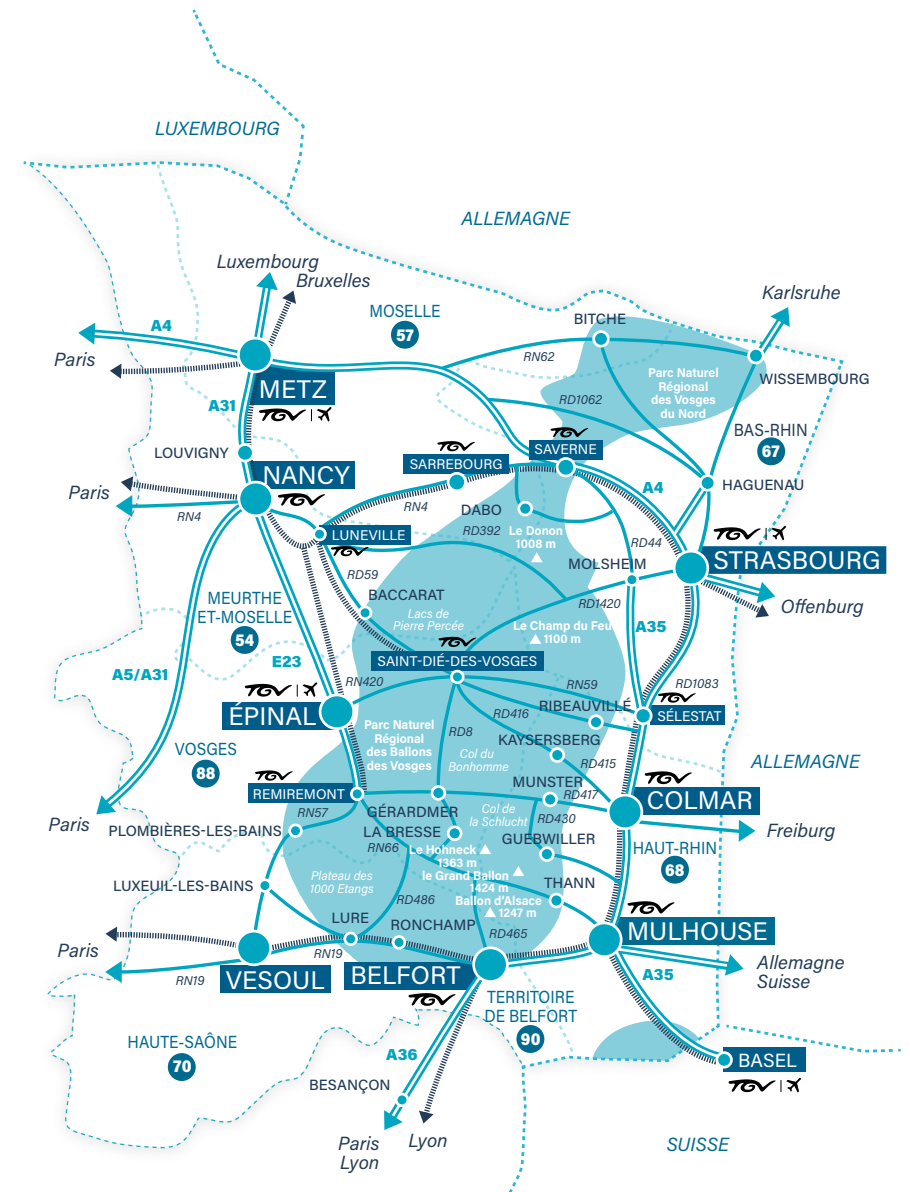 LUXEMBOURG
ALLEMAGNE
Luxembourg
Bruxelles
Karlsruhe
MOSELLE
57
A4
BITCHE
Paris
RN62
Parc Naturel
Régional
des Vosges
du Nord
WISSEMBOURG
METZ
TGV
A31
RD1062
BAS-RHIN
67
LOUVIGNY
TGV
SARREBOURG
TGV
SAVERNE
NANCY
TGV
Paris
RN4
RN4
A4
HAGUENAU
DABO
LUNEVILLE
TGV
RD392
Le Donon
1008 m
RD44
TGV
STRASBOURG
MOLSHEIM
RD59
BACCARAT
Offenburg
MEURTHE
ET-MOSELLE
54
Lacs de
Pierre Percée
RD1420
Le Champ du Feu
1100 m
A35
TGV
SAINT-DIÉ-DES-VOSGES
A5/A31
E23
RN420
TGV
ÉPINAL
RN59
RD1083
TGV
SÉLESTAT
RIBEAUVILLÉ
RD416
Parc Naturel
Régional
des Ballons
des Vosges
RD8
KAYSERSBERG
VOSGES
88
Col du
Bonhomme
RD415
ALLEMAGNE
TGV
REMIREMONT
MUNSTER
RD417
TGV
COLMAR
RN57
GÉRARDMER
Col de
la Schlucht
RD430
Paris
PLOMBIÈRES-LES-BAINS
LA BRESSE
GUEBWILLER
Freiburg
RN66
Le Hohneck
1363 m
HAUT-RHIN
68
le Grand Ballon
1424 m
LUXEUIL-LES-BAINS
Plateau des
1000 Etangs
THANN
RD486
Ballon d'Alsace
1247 m
TGV
MULHOUSE
LURE
RONCHAMP
RD465
Paris
RN19
RN19
VESOUL
BELFORT
TGV
Allemagne
Suisse
A35
TERRITOIRE
DE BELFORT
90
HAUTE-SAÔNE
70
A36
BASEL
TGV
BESANÇON
Paris
Lyon
Lyon
SUISSE